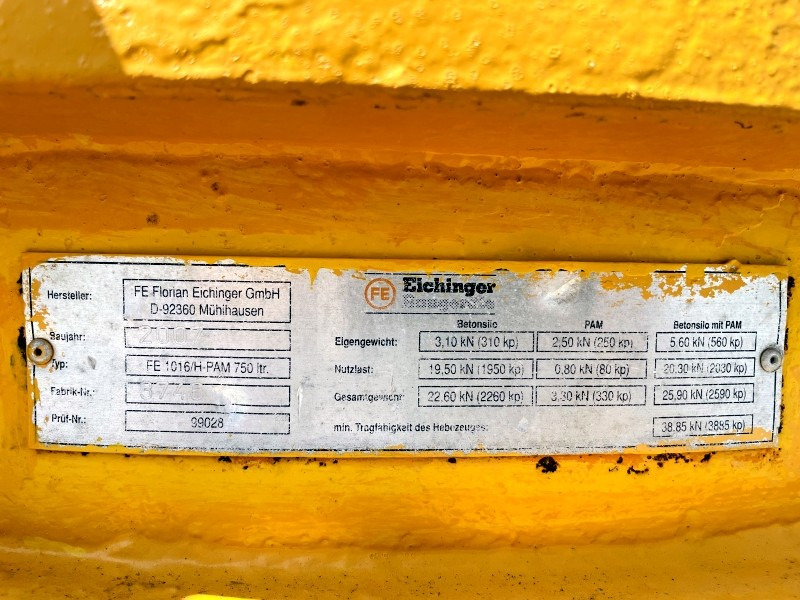 Hersteller: FE Florian Eichinger GmbH
D-92360 Mühlhausen
Baujahr:
Typ: FE 1016/H-PAM 750 ltr.
Fabrik-Nr.:
Prüf-Nr.: 99028
FE Eichinger
Baugeräte
Betonsilo PAM Betonsilo mit PAM
Eigengewicht: 3,10 kN (310 kp) 2,50 kN (250 kp) 5.60 kN (560 kp)
Nutzlast: 19,50 kN (1950 kp) 0,80 kN (80 kp) 20.30 kN (2030 kp)
Gesamtgewicht: 22,60 kN (2260 kp) 3,30 kN (330 kp) 25,90 kN (2590 kp)
min. Tragfähigkeit des Hebezeuges: 38.85 kN (3885 kp)